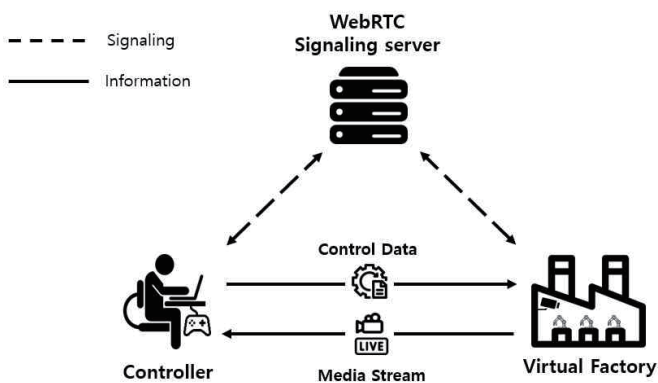 WebRTC
Signaling server
Signaling
Information
Control Data
LIVE
Media Stream
Controller
Virtual Factory